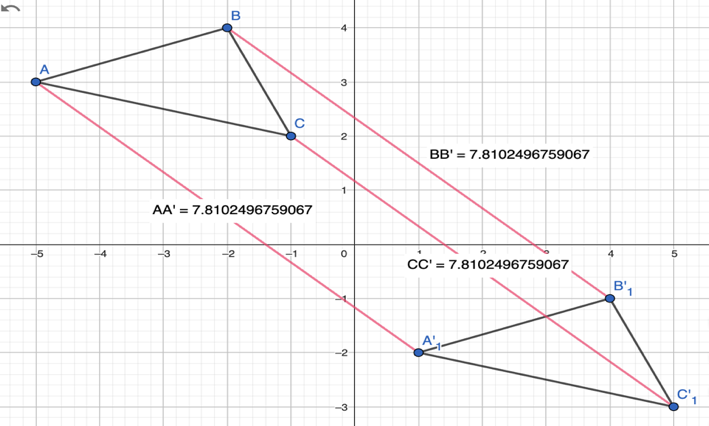 B
4
A
3
C
2
BB' = 7.8102496759067
1
AA' = 7.8102496759067
−5
−4
−3
−2
−1
0
1
2
3
5
CC' = 7.8102496759067
B'₁
−1
A'₁
−2
C'₁
−3